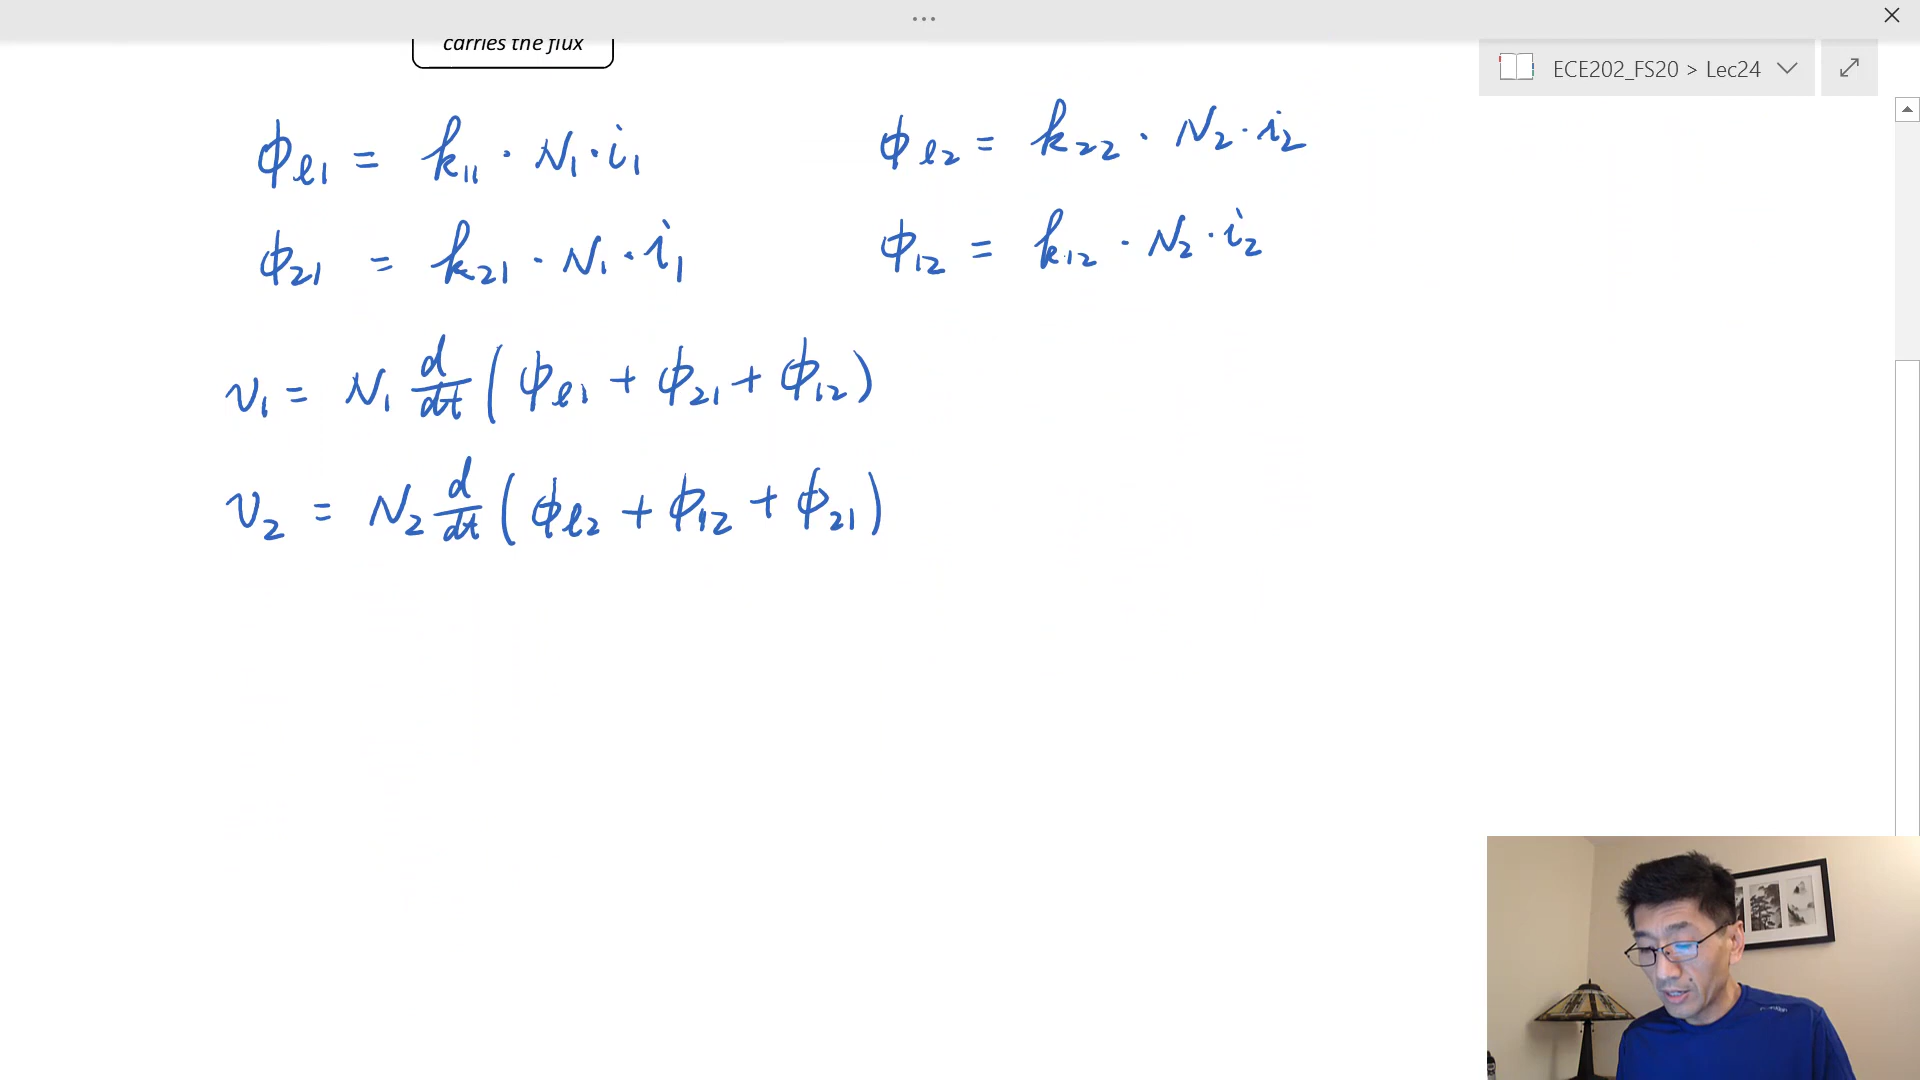 carries the flux
ECE202_FS20 > Lec24
ϕℓ1 = k11 · N1 · i1
ϕℓ2 = k22 · N2 · i2
ϕ21 = k21 · N1 · i1
ϕ12 = k12 · N2 · i2
v1 = N1 d/dt (ϕℓ1 + ϕ21 + ϕ12)
v2 = N2 d/dt (ϕℓ2 + ϕ12 + ϕ21)